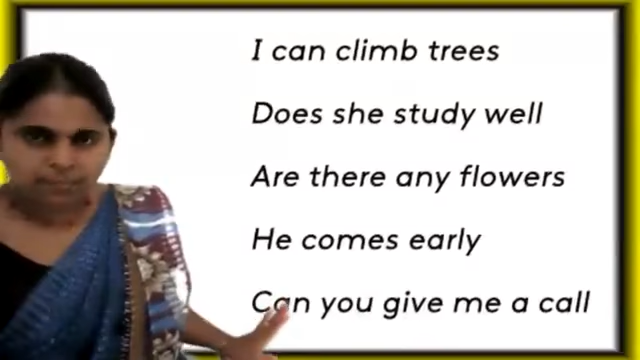 I can climb trees
Does she study well
Are there any flowers
He comes early
Can you give me a call